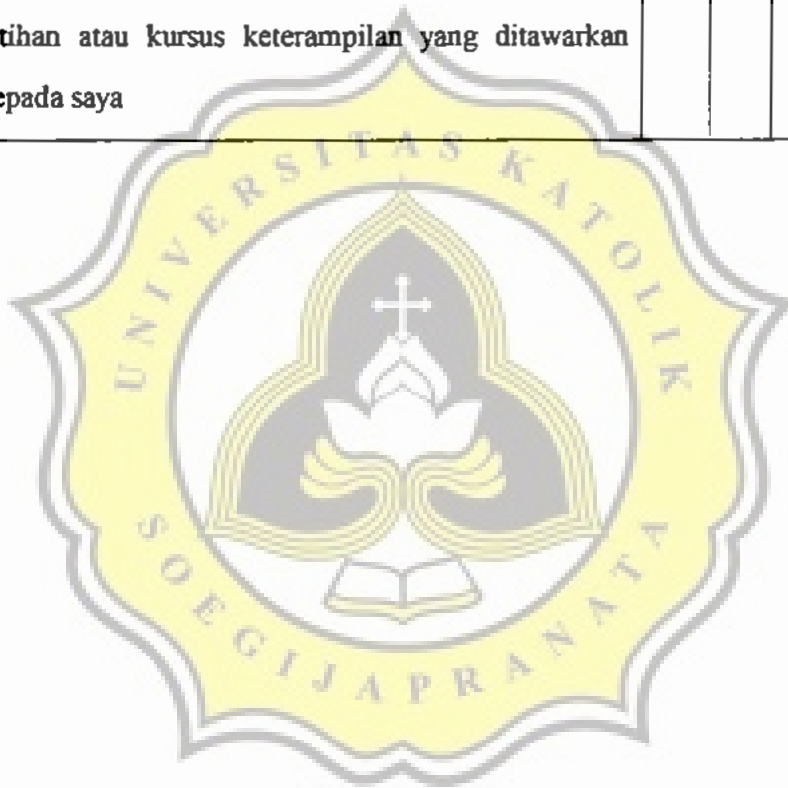 tihan atau kursus keterampilan yang ditawarkan
epada saya
UNIVERSITAS KATOLIK
SOEGIJAPRANATA